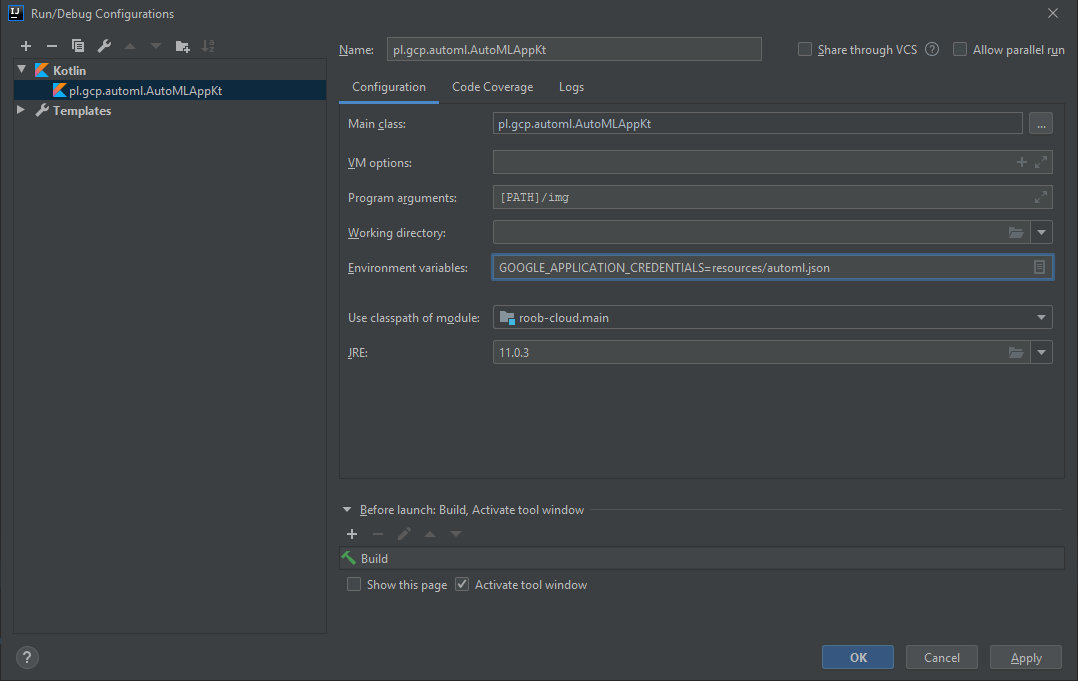 IJ
Run/Debug Configurations
Name: pl.gcp.automl.AutoMLAppKt
Share through VCS ?
Allow parallel run
Kotlin
pl.gcp.automl.AutoMLAppKt
Templates
Configuration Code Coverage Logs
Main class: pl.gcp.automl.AutoMLAppKt ...
VM options:
Program arguments: [PATH]/img
Working directory:
Environment variables: GOOGLE_APPLICATION_CREDENTIALS=resources/automl.json
Use classpath of module: roob-cloud.main
JRE: 11.0.3
Before launch: Build, Activate tool window
Build
Show this page Activate tool window
? OK Cancel Apply